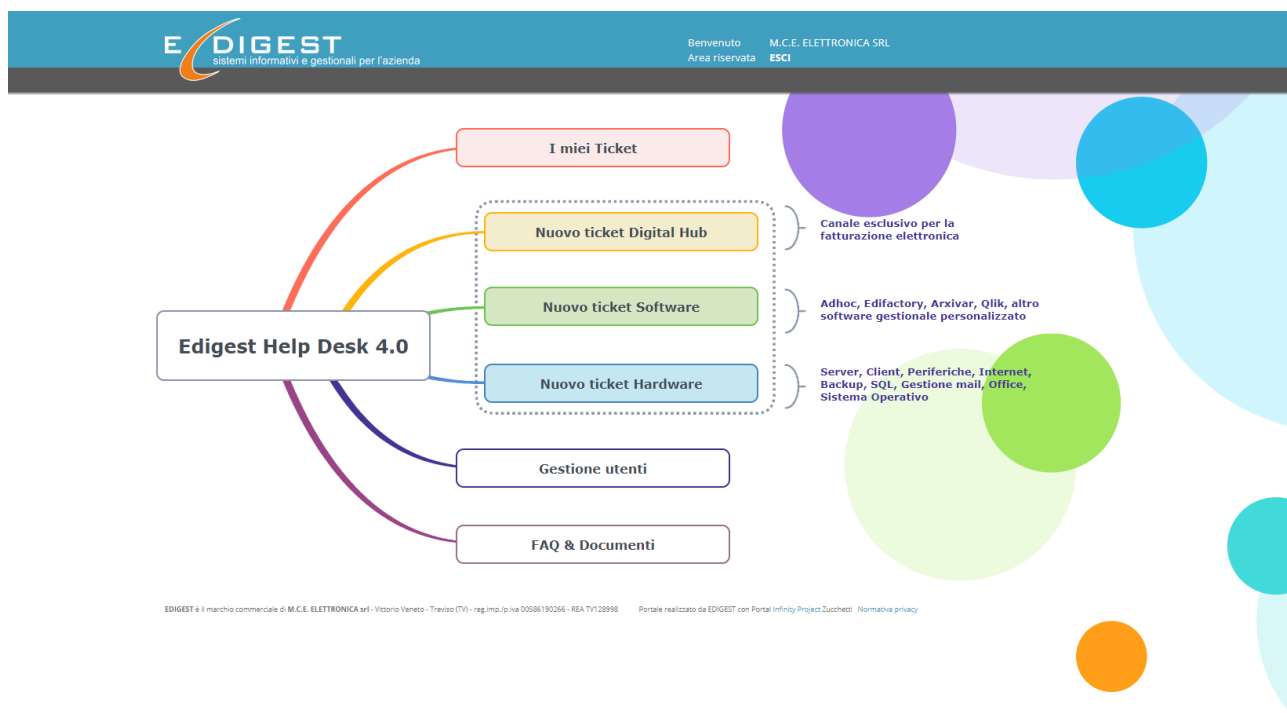 E DIGEST
sistemi informativi e gestionali per l'azienda
Benvenuto M.C.E. ELETTRONICA SRL
Area riservata ESCI
I miei Ticket
Nuovo ticket Digital Hub
Canale esclusivo per la
fatturazione elettronica
Nuovo ticket Software
Adhoc, Edifactory, Arxivar, Qlik, altro
software gestionale personalizzato
Edigest Help Desk 4.0
Nuovo ticket Hardware
Server, Client, Periferiche, Internet,
Backup, SQL, Gestione mail, Office,
Sistema Operativo
Gestione utenti
FAQ & Documenti
EDIGEST è il marchio commerciale di M.C.E. ELETTRONICA srl - Vittorio Veneto - Treviso (TV) - reg.imp./p.iva 00586190266 - REA TV128998 Portale realizzato da EDIGEST con Portal Infinity Project Zucchetti Normativa privacy